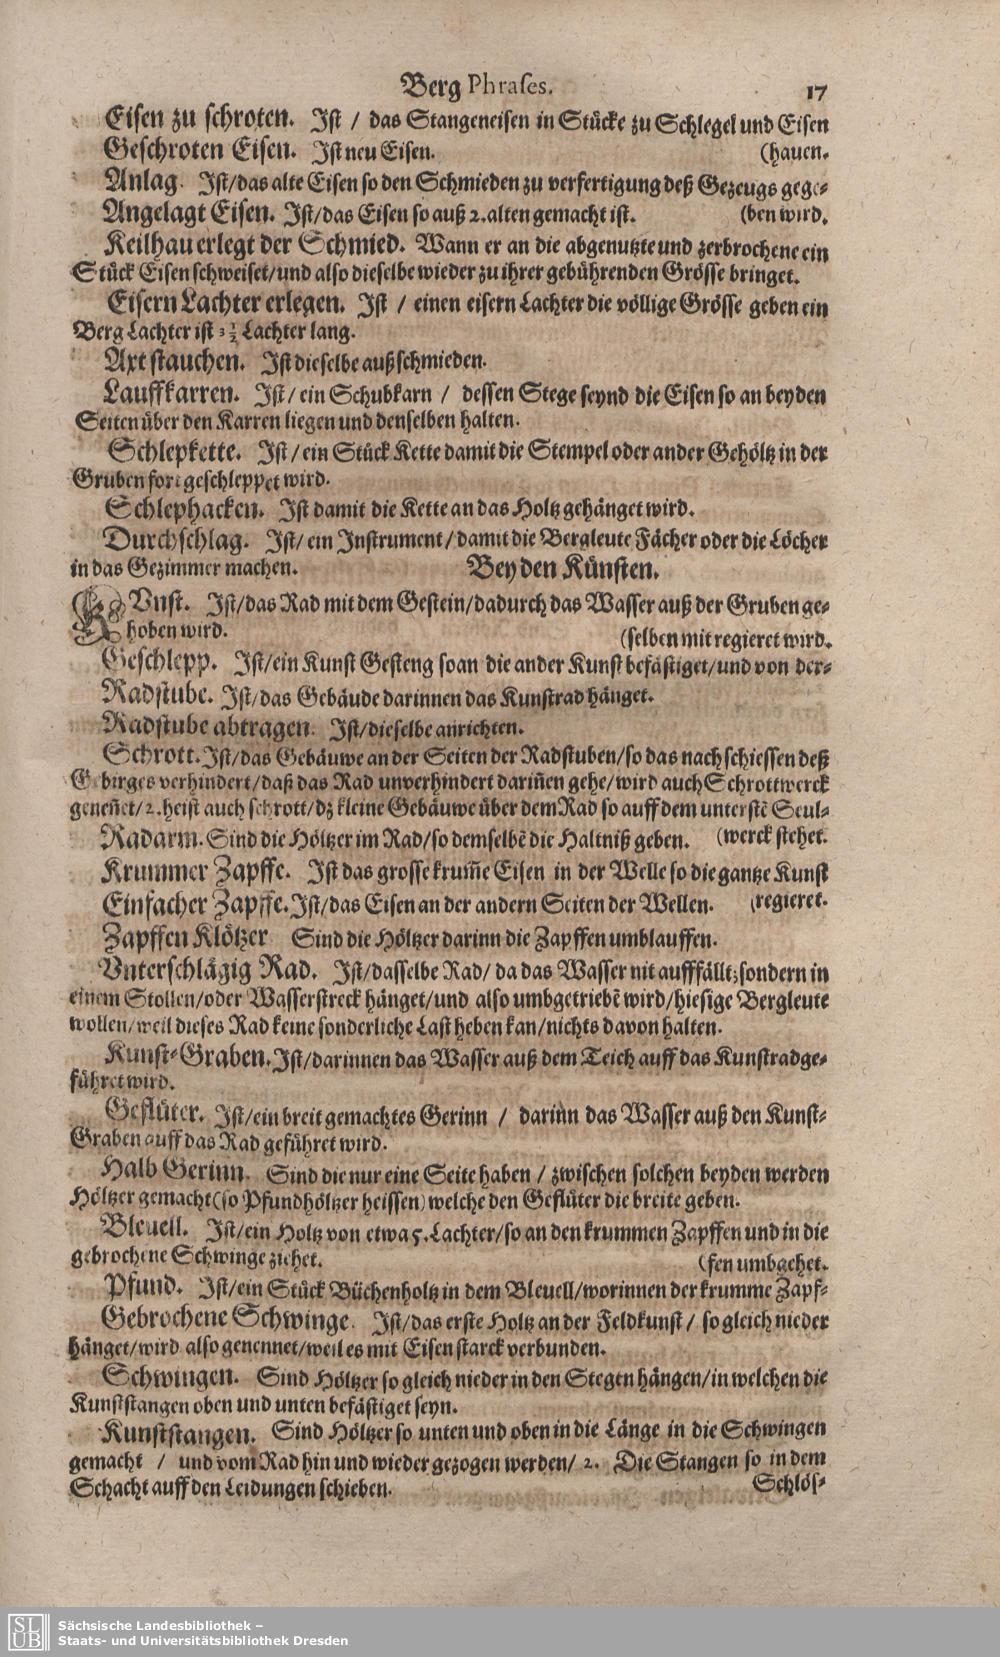 Berg Phrases. 17
Eisen zu schroten. Ist / das Stangeneisen in Stücke zu Schlegel und Eisen
Geschroten Eisen. Ist neu Eisen. (hauen.
Anlag. Ist/das alte Eisen so den Schmieden zu verfertigung deß Gezeugs gege-
Angelagt Eisen. Ist/das Eisen so auß 2. alten gemacht ist. (ben wird.
Keilhau erlegt der Schmied. Wann er an die abgenutzte und zerbrochene ein
Stück Eisen schweiset/und also dieselbe wieder zu ihrer gebührenden Grösse bringet.
Eisern Lachter erlegen. Ist / einen eisern Lachter die völlige Grösse geben ein
Berg Lachter ist 3½ Lachter lang.
Axt stauchen. Ist dieselbe außschmieden.
Lauffkarren. Ist/ ein Schubkarn / dessen Stege seynd die Eisen so an beyden
Seiten über den Karren liegen und denselben halten.
Schlepkette. Ist/ein Stück Kette damit die Stempel oder ander Gehöltz in der
Gruben fort geschleppet wird.
Schlephacken. Ist damit die Kette an das Holtz gehänget wird.
Durchschlag. Ist/ ein Instrument/damit die Bergleute Fächer oder die Löcher
in das Gezimmer machen. Bey den Künsten.
KVnst. Ist/das Rad mit dem Gestein/dadurch das Wasser auß der Gruben ge-
hoben wird. (selben mit regieret wird.
Geschlepp. Ist/ein Kunst Gesteng so an die ander Kunst befästiget/und von der-
Radstube. Ist/das Gebäude darinnen das Kunstrad hänget.
Radstube abtragen. Ist/dieselbe anrichten.
Schrott. Ist/das Gebäuwe an der Seiten der Radstuben/so das nachschiessen deß
Gebirges verhindert/daß das Rad unverhindert dariñen gehe/wird auch Schrottwerck
geneñet/2. heist auch schrott/dz kleine Gebäuwe über dem Rad so auff dem unterstẽ Seul-
Radarm. Sind die Höltzer im Rad/so demselbẽ die Haltniß geben. (werck stehet.
Krummer Zapffe. Ist das grosse krum̃e Eisen in der Welle so die gantze Kunst
Einfacher Zapffe. Ist/das Eisen an der andern Seiten der Wellen. (regieret.
Zapffen Klötzer Sind die Höltzer darinn die Zapffen umblauffen.
Vnterschlägig Rad. Ist/dasselbe Rad/ da das Wasser nit aufffällt; sondern in
einem Stollen/oder Wasserstreck hänget/und also umbgetriebẽ wird/hiesige Bergleute
wollen/weil dieses Rad keine sonderliche Last heben kan/nichts davon halten.
Kunst-Graben. Ist/darinnen das Wasser auß dem Teich auff das Kunstrad ge-
führet wird.
Geflüter. Ist/ein breit gemachtes Gerinn / darinn das Wasser auß den Kunst-
Graben auff das Rad geführet wird.
Halb Gerinn. Sind die nur eine Seite haben / zwischen solchen beyden werden
Höltzer gemacht(so Pfundhöltzer heissen) welche den Geflüter die breite geben.
Bleuell. Ist/ein Holtz von etwa 5. Lachter/so an den krummen Zapffen und in die
gebrochene Schwinge ziehet. (fen umbgehet.
Pfund. Ist/ein Stück Büchenholtz in dem Bleuell/worinnen der krumme Zapf-
Gebrochene Schwinge. Ist/das erste Holtz an der Feldkunst/ so gleich nieder
hänget/wird also genennet/weil es mit Eisen starck verbunden.
Schwingen. Sind Höltzer so gleich nieder in den Stegen hängen/in welchen die
Kunststangen oben und unten befästiget seyn.
Kunststangen. Sind Höltzer so unten und oben in die Länge in die Schwingen
gemacht / und vom Rad hin und wieder gezogen werden/ 2. Die Stangen so in dem
Schacht auff den Leidungen schieben. Schlös-
SLUB Sächsische Landesbibliothek –
Staats- und Universitätsbibliothek Dresden